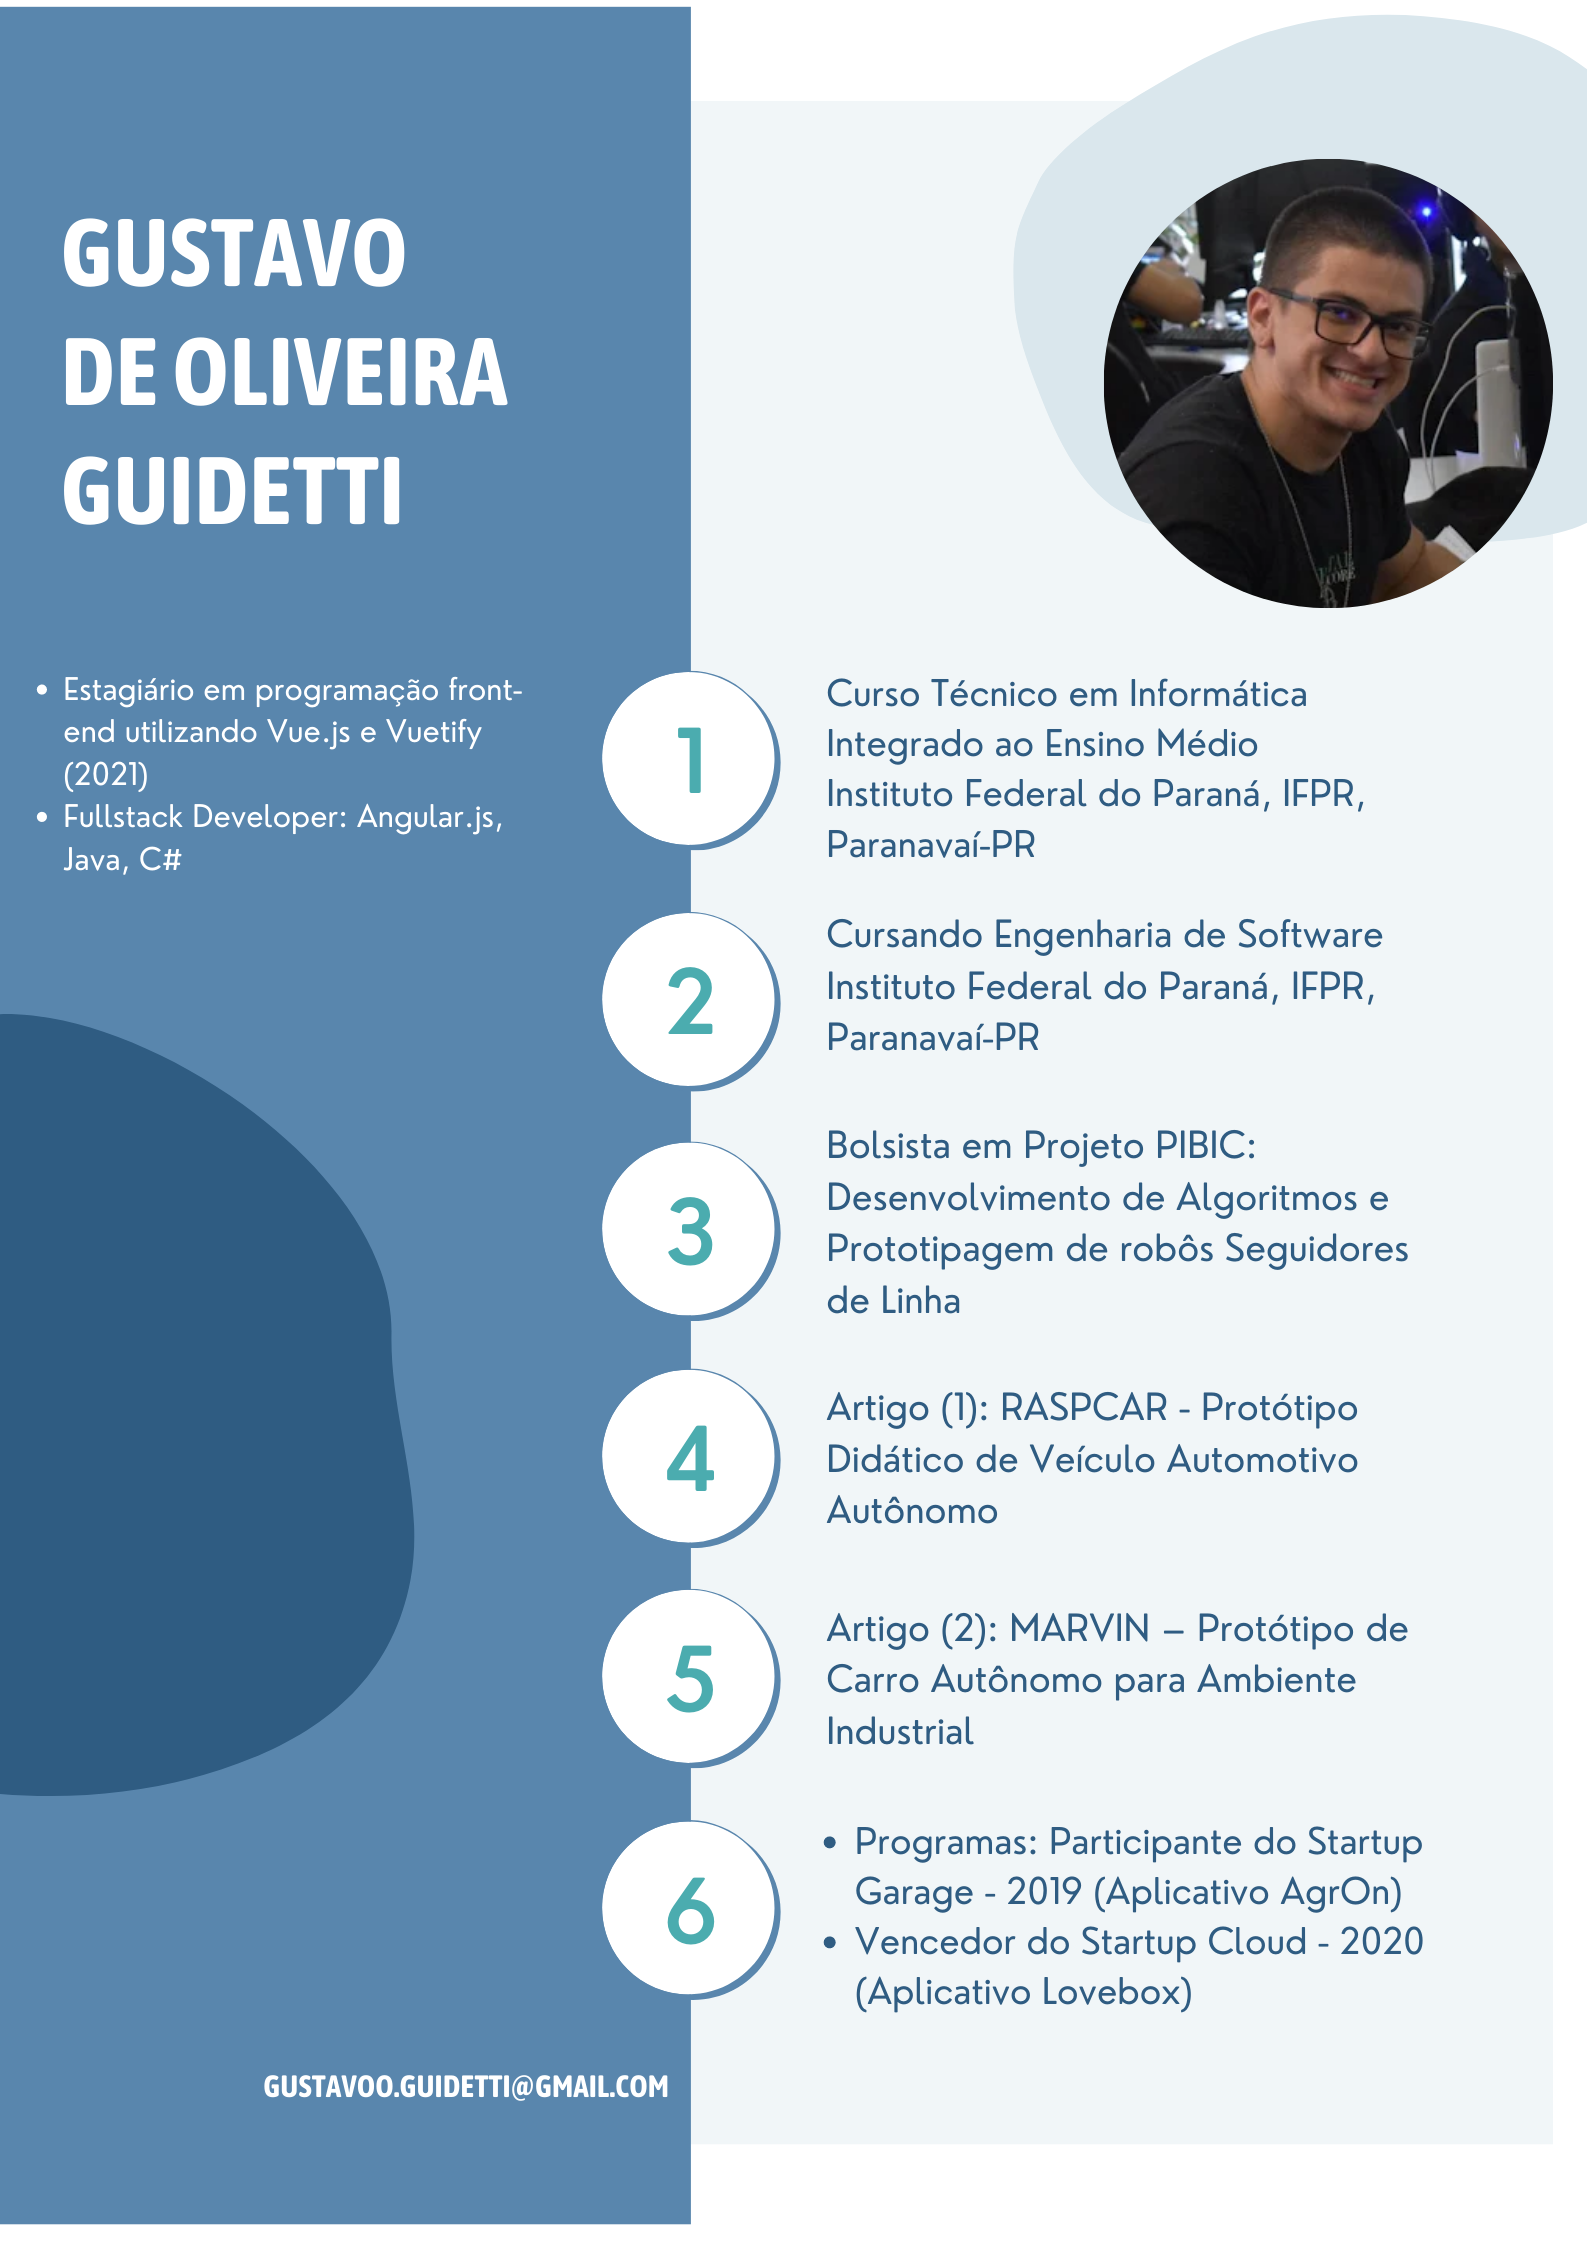 GUSTAVO
DE OLIVEIRA
GUIDETTI
• Estagiário em programação front-
end utilizando Vue.js e Vuetify
(2021)
• Fullstack Developer: Angular.js,
Java, C#
1
Curso Técnico em Informática
Integrado ao Ensino Médio
Instituto Federal do Paraná, IFPR,
Paranavaí-PR
2
Cursando Engenharia de Software
Instituto Federal do Paraná, IFPR,
Paranavaí-PR
3
Bolsista em Projeto PIBIC:
Desenvolvimento de Algoritmos e
Prototipagem de robôs Seguidores
de Linha
4
Artigo (1): RASPCAR - Protótipo
Didático de Veículo Automotivo
Autônomo
5
Artigo (2): MARVIN – Protótipo de
Carro Autônomo para Ambiente
Industrial
6
• Programas: Participante do Startup
Garage - 2019 (Aplicativo AgrOn)
• Vencedor do Startup Cloud - 2020
(Aplicativo Lovebox)
GUSTAVOO.GUIDETTI@GMAIL.COM